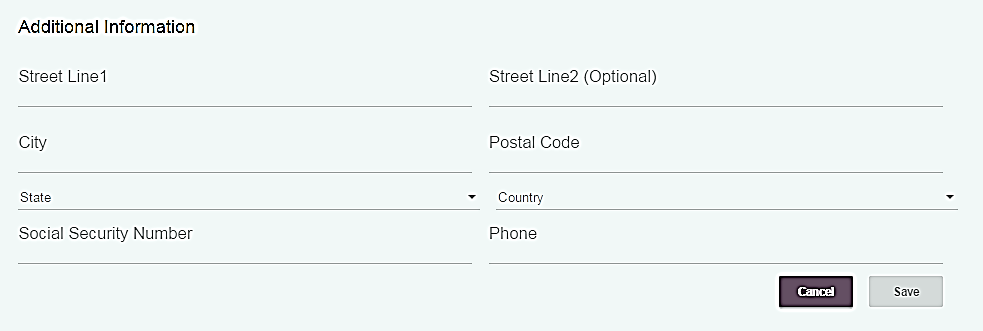 Additional Information
Street Line1 Street Line2 (Optional)
City Postal Code
State Country
Social Security Number Phone
Cancel Save